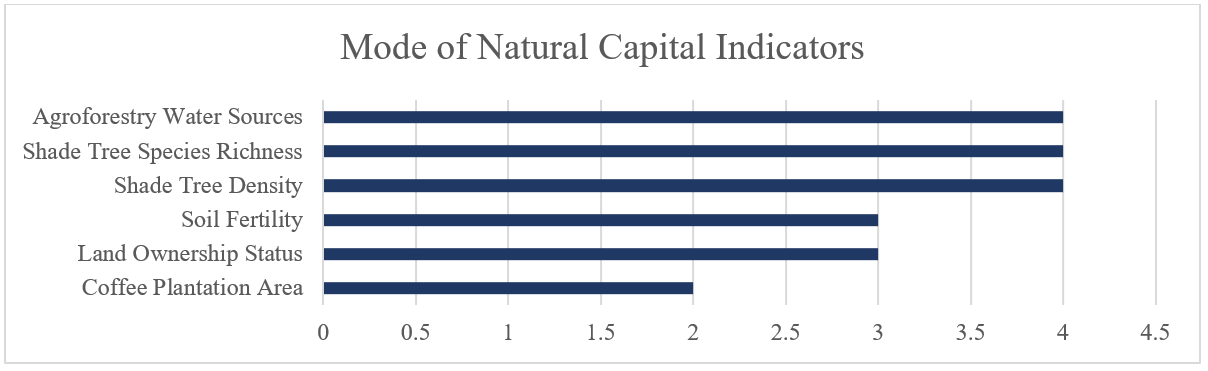 Mode of Natural Capital Indicators
Agroforestry Water Sources
Shade Tree Species Richness
Shade Tree Density
Soil Fertility
Land Ownership Status
Coffee Plantation Area
0 0.5 1 1.5 2 2.5 3 3.5 4 4.5